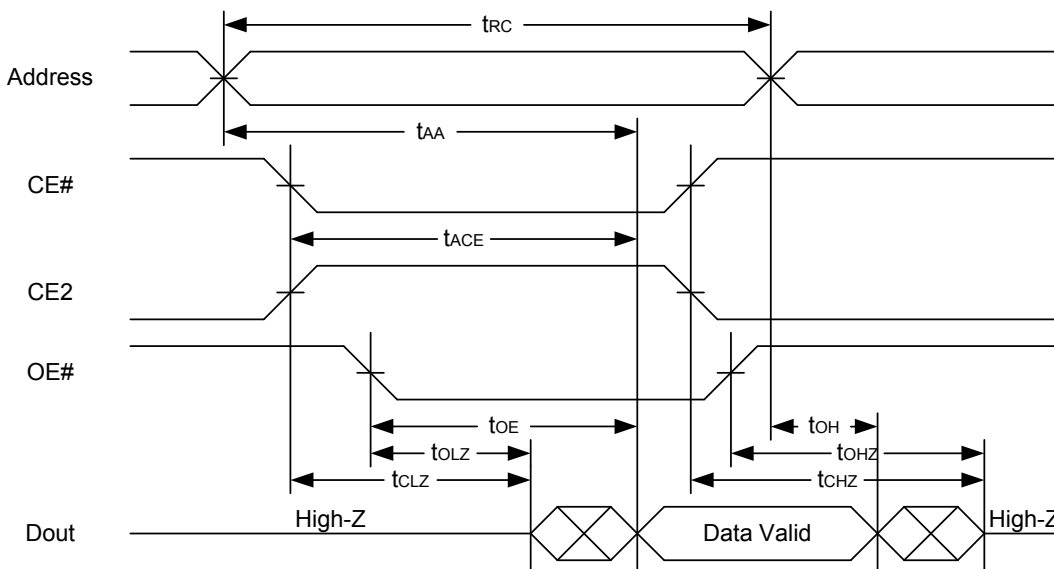 tRC
Address
tAA
CE#
tACE
CE2
OE#
tOE
tOH
tOLZ
tOHZ
tCLZ
tCHZ
Dout
High-Z
Data Valid
High-Z